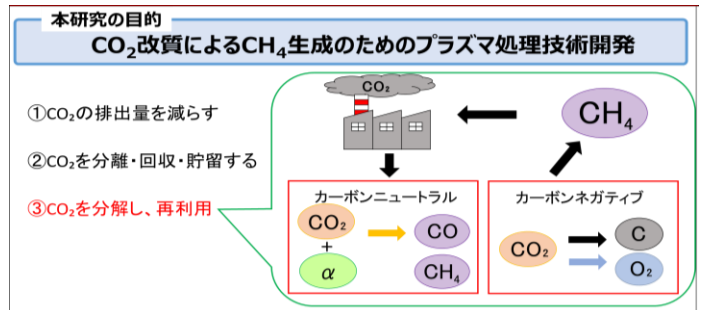 本研究の目的
CO₂改質によるCH₄生成のためのプラズマ処理技術開発
①CO₂の排出量を減らす
②CO₂を分離・回収・貯留する
③CO₂を分解し、再利用
CO₂
CH₄
カーボンニュートラル
CO₂
+
α
CO
CH₄
カーボンネガティブ
CO₂
C
O₂